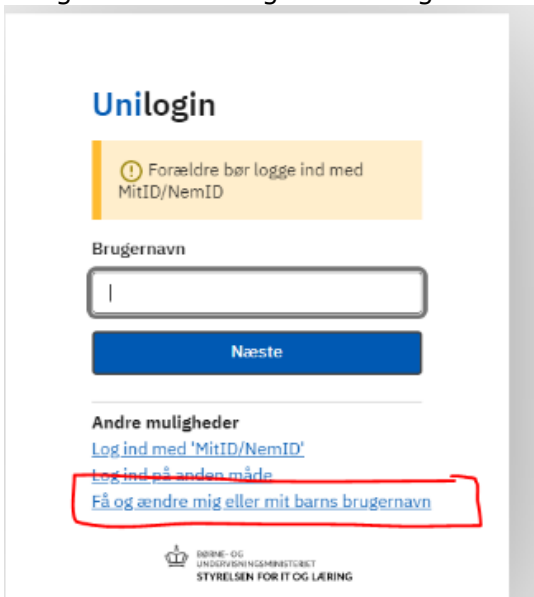 Unilogin
Forældre bør logge ind med
MitID/NemID
Brugernavn
Næste
Andre muligheder
Log ind med 'MitID/NemID'
Log ind på anden måde
Få og ændre mig eller mit barns brugernavn
BØRNE- OG
UNDERVISNINGSMINISTERIET
STYRELSEN FOR IT OG LÆRING